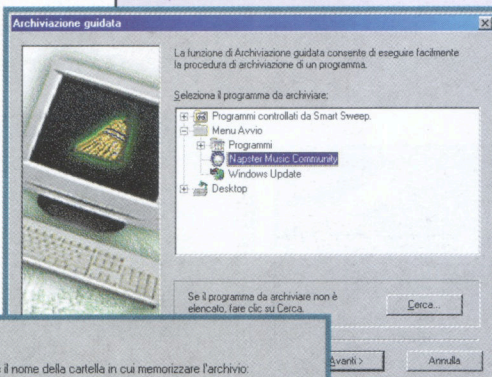 Archiviazione guidata
La funzione di Archiviazione guidata consente di eseguire facilmente
la procedura di archiviazione di un programma.
Seleziona il programma da archiviare:
Programmi controllati da Smart Sweep.
Menu Avvio
Programmi
Napster Music Community
Windows Update
Desktop
Se il programma da archiviare non è
elencato, fare clic su Cerca.
Cerca...
Avanti >
Annulla
il nome della cartella in cui memorizzare l'archivio: